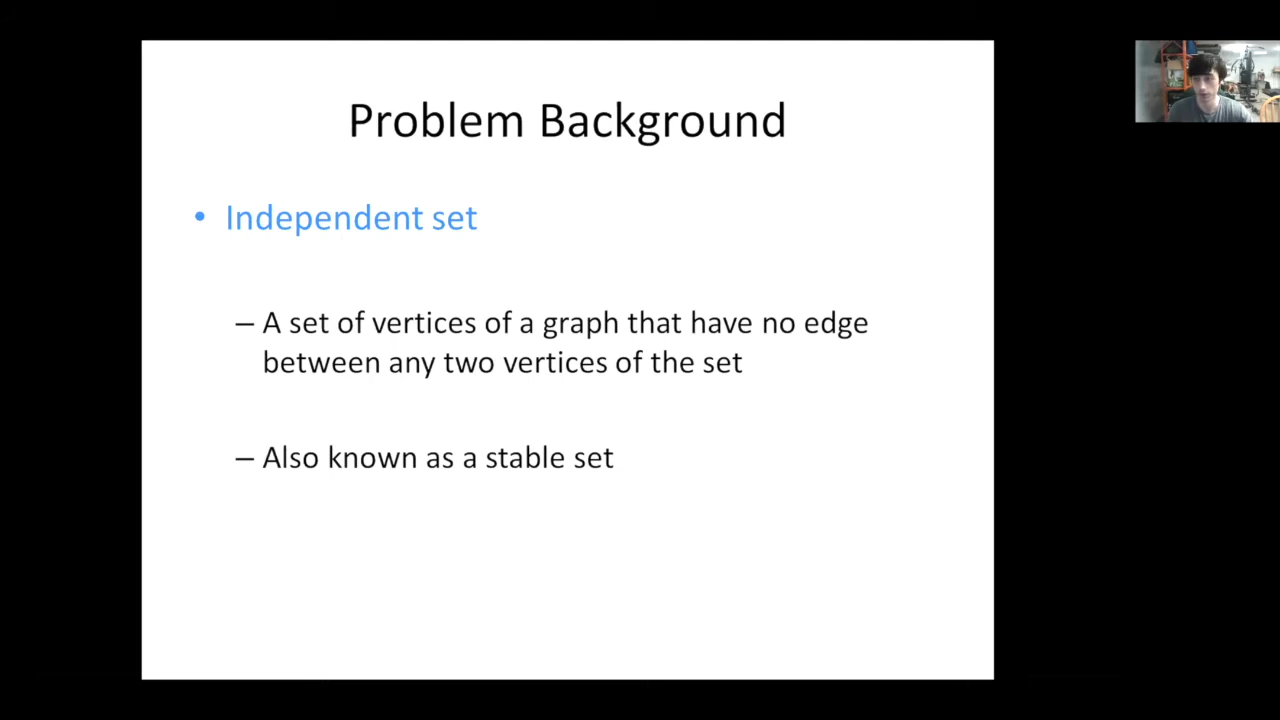 Problem Background
• Independent set
– A set of vertices of a graph that have no edge
between any two vertices of the set
– Also known as a stable set